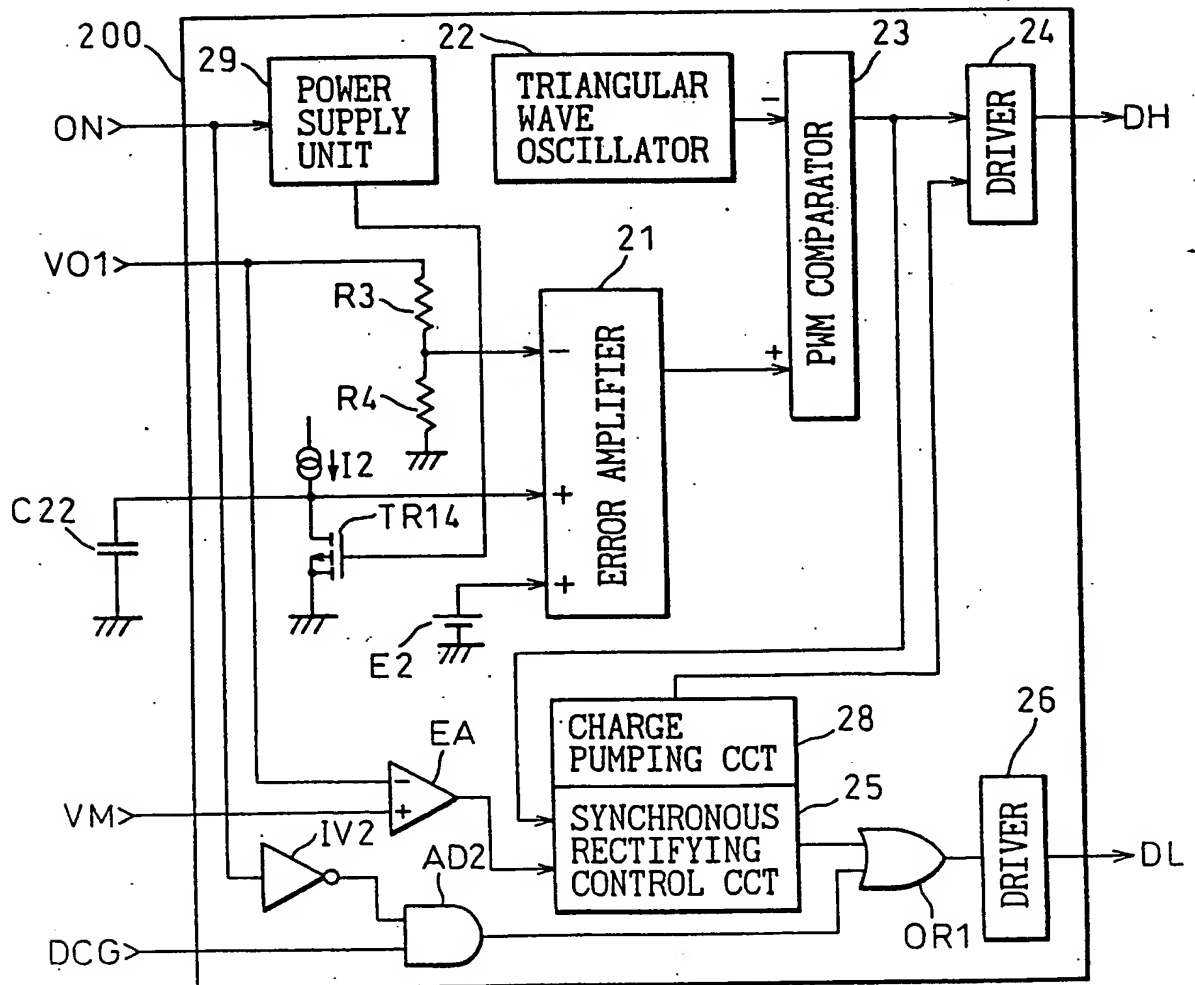 200
29
POWER
SUPPLY
UNIT
22
TRIANGULAR
WAVE
OSCILLATOR
23
-
+
PWM COMPARATOR
24
DRIVER
DH
ON
VO1
R3
R4
21
-
+
+
ERROR AMPLIFIER
I2
C22
TR14
E2
EA
-
+
VM
IV2
AD2
DCG
CHARGE
PUMPING CCT
28
SYNCHRONOUS
RECTIFYING
CONTROL CCT
25
OR1
26
DRIVER
DL